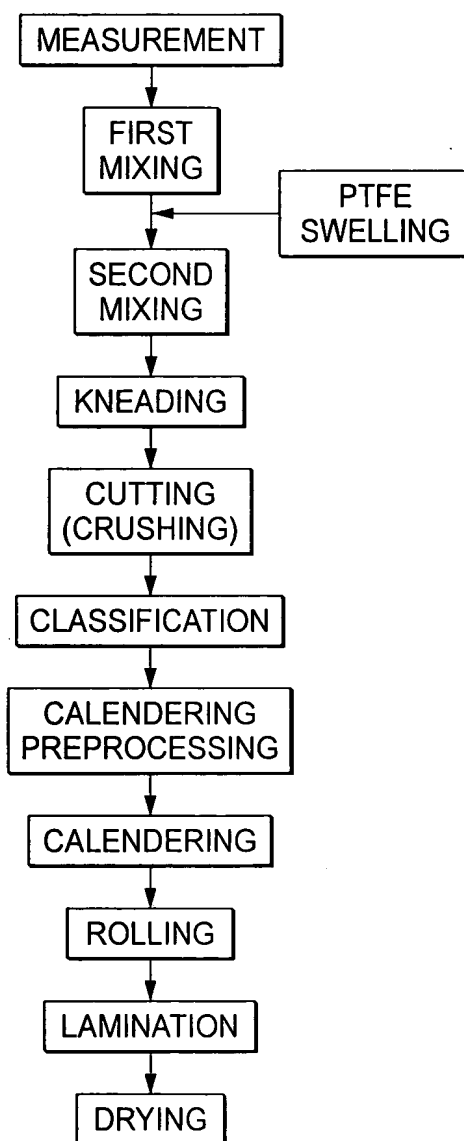 MEASUREMENT
FIRST
MIXING
PTFE
SWELLING
SECOND
MIXING
KNEADING
CUTTING
(CRUSHING)
CLASSIFICATION
CALENDERING
PREPROCESSING
CALENDERING
ROLLING
LAMINATION
DRYING